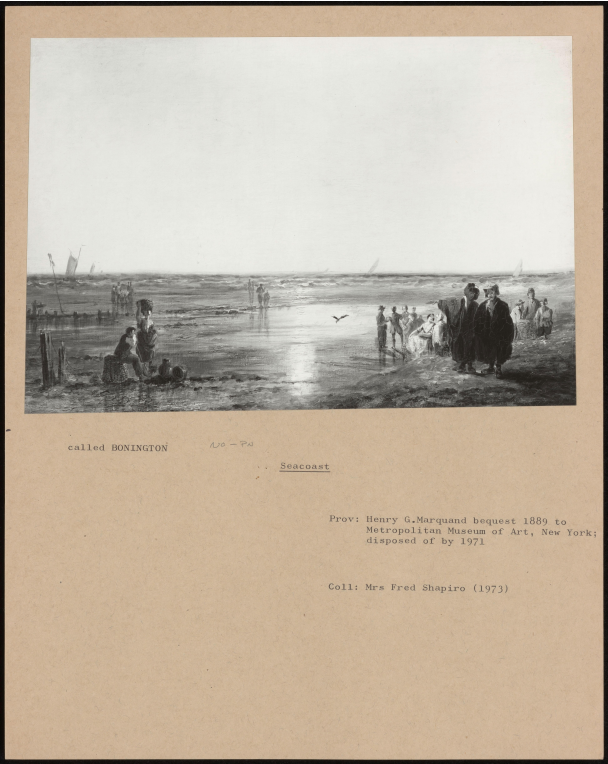 called BONINGTON
Seacoast
Prov: Henry G.Marquand bequest 1889 to
Metropolitan Museum of Art, New York;
disposed of by 1971
Coll: Mrs Fred Shapiro (1973)